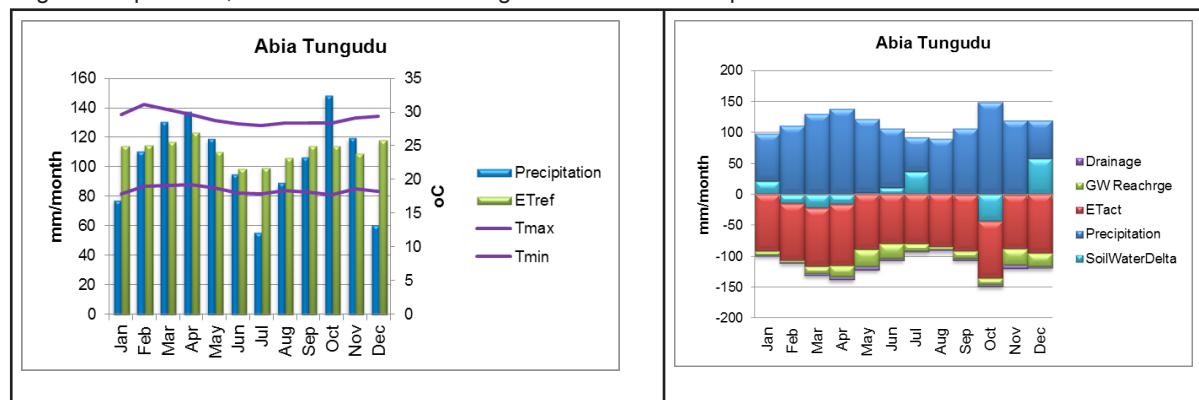 Abia Tungudu
160
140
120
100
80
60
40
20
0
mm/month
35
30
25
20
15
10
5
0
oC
Jan
Feb
Mar
Apr
May
Jun
Jul
Aug
Sep
Oct
Nov
Dec
Precipitation
ETref
Tmax
Tmin
Abia Tungudu
200
150
100
50
0
-50
-100
-150
-200
mm/month
Jan
Feb
Mar
Apr
May
Jun
Jul
Aug
Sep
Oct
Nov
Dec
Drainage
GW Reachrge
ETact
Precipitation
SoilWaterDelta